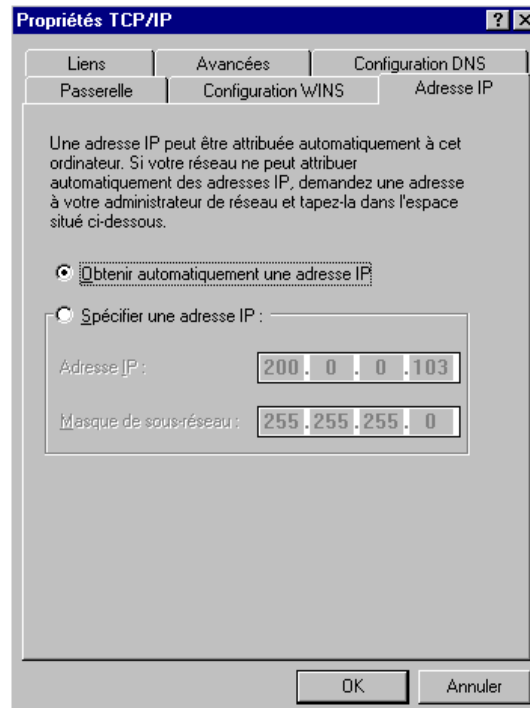 Propriétés TCP/IP
Liens Avancées Configuration DNS
Passerelle Configuration WINS Adresse IP
Une adresse IP peut être attribuée automatiquement à cet
ordinateur. Si votre réseau ne peut attribuer
automatiquement des adresses IP, demandez une adresse
à votre administrateur de réseau et tapez-la dans l'espace
situé ci-dessous.
Obtenir automatiquement une adresse IP
Spécifier une adresse IP :
Adresse IP : 200 . 0 . 0 . 103
Masque de sous-réseau : 255 . 255 . 255 . 0
OK Annuler